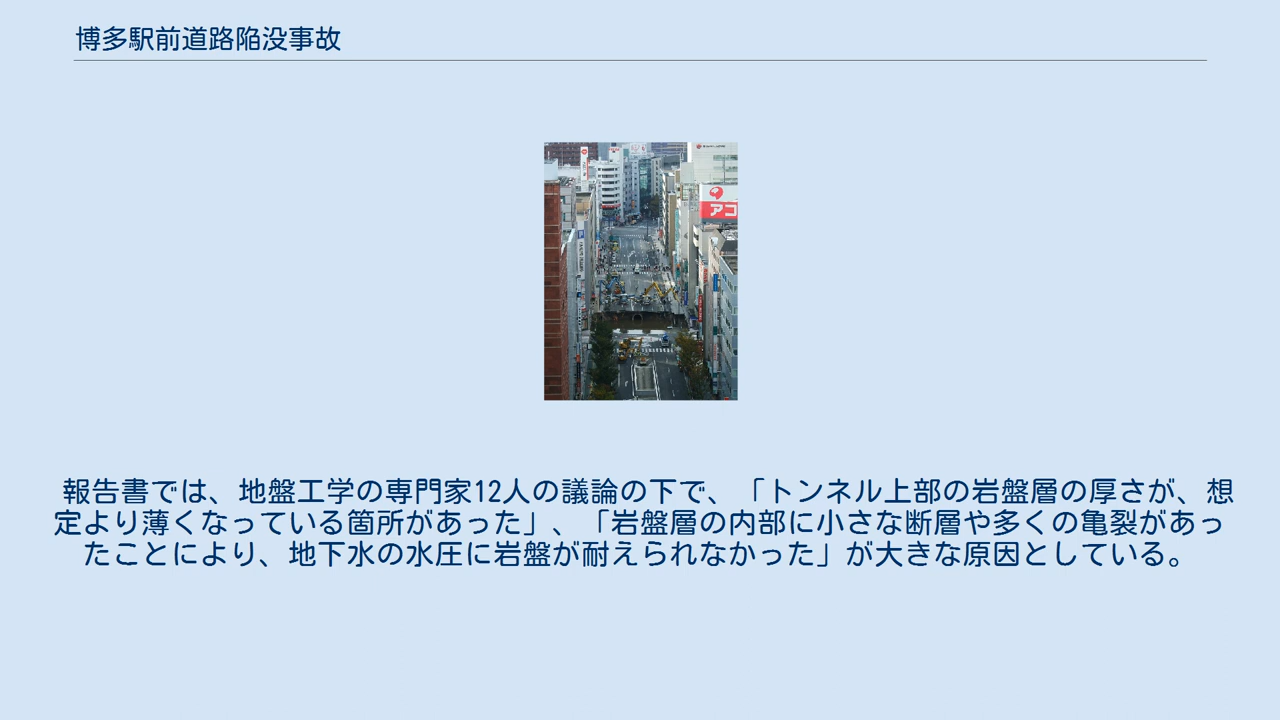 博多駅前道路陥没事故
アコ
報告書では、地盤工学の専門家12人の議論の下で、「トンネル上部の岩盤層の厚さが、想
定より薄くなっている箇所があった」、「岩盤層の内部に小さな断層や多くの亀裂があっ
たことにより、地下水の水圧に岩盤が耐えられなかった」が大きな原因としている。